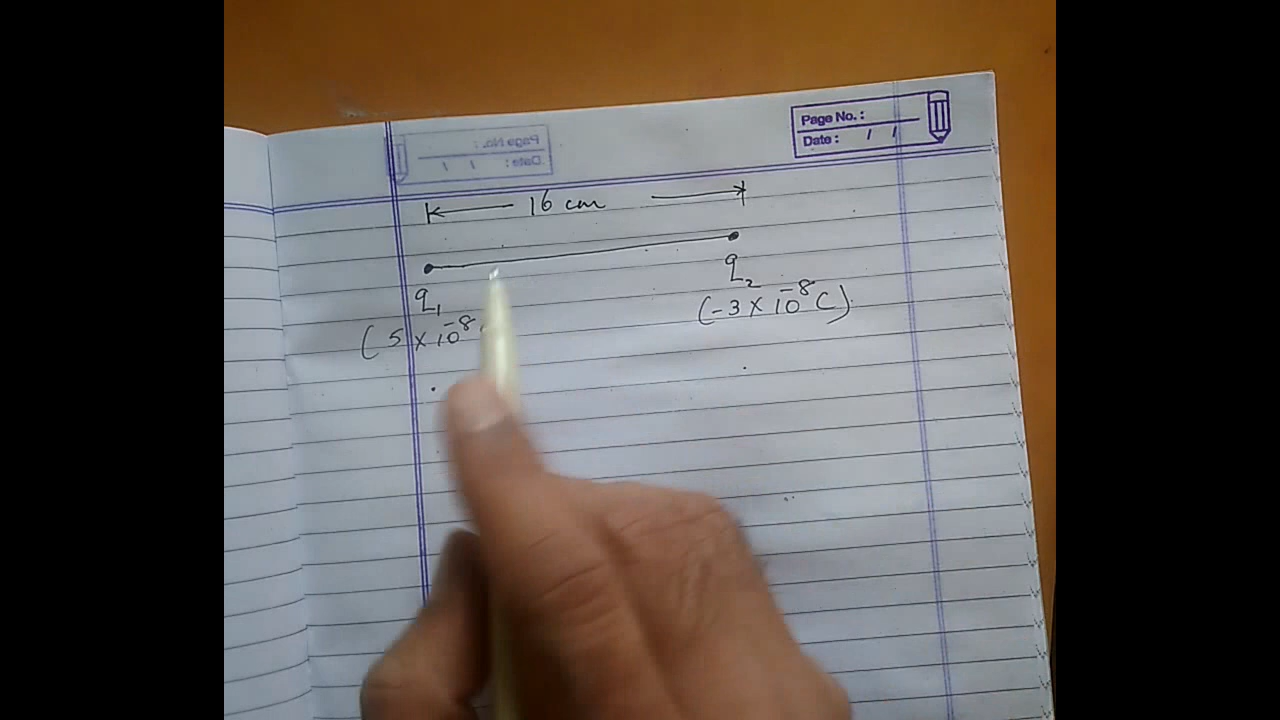 Page No. :
Date : / /
16 cm
q₁
q₂
(5 × 10⁻⁸
(-3 × 10⁻⁸ C)